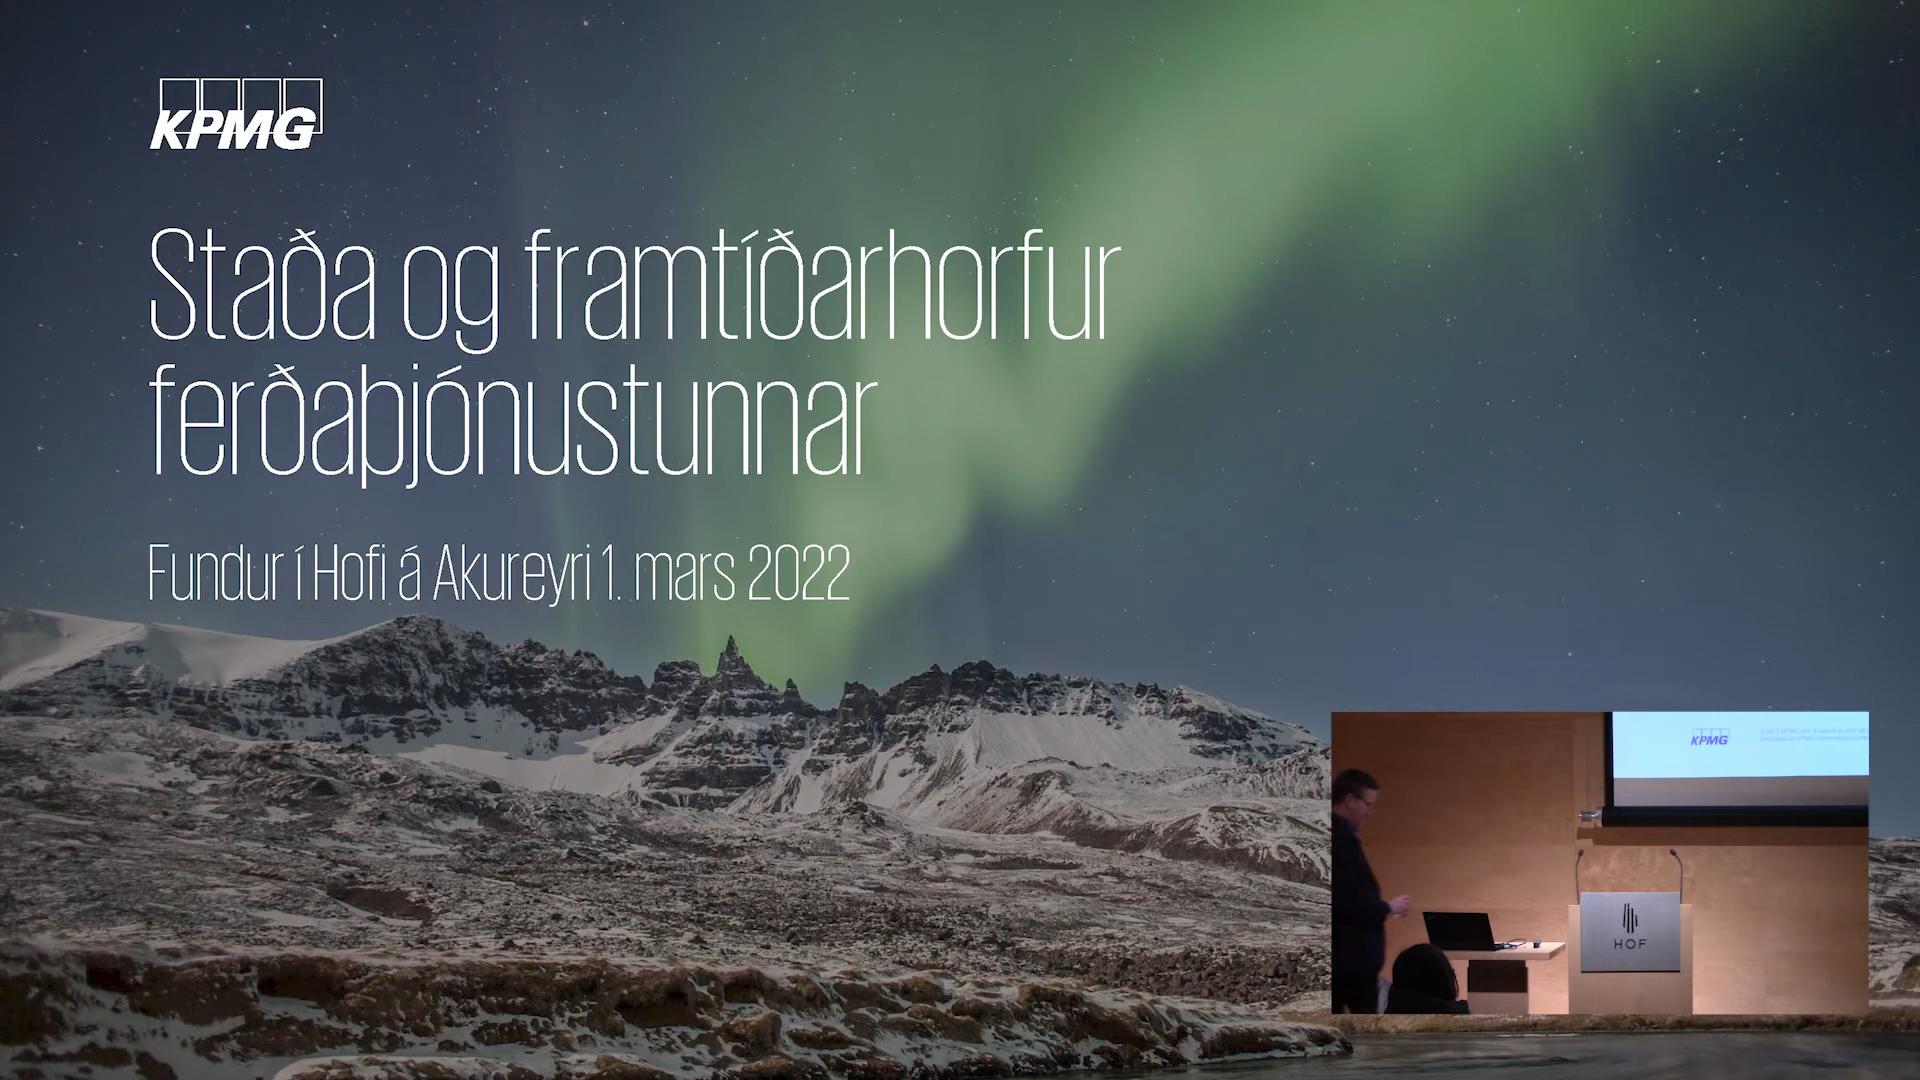 KPMG
Staða og framtíðarhorfur
ferðaþjónustunnar
Fundur í Hofi á Akureyri 1. mars 2022
KPMG
HOF